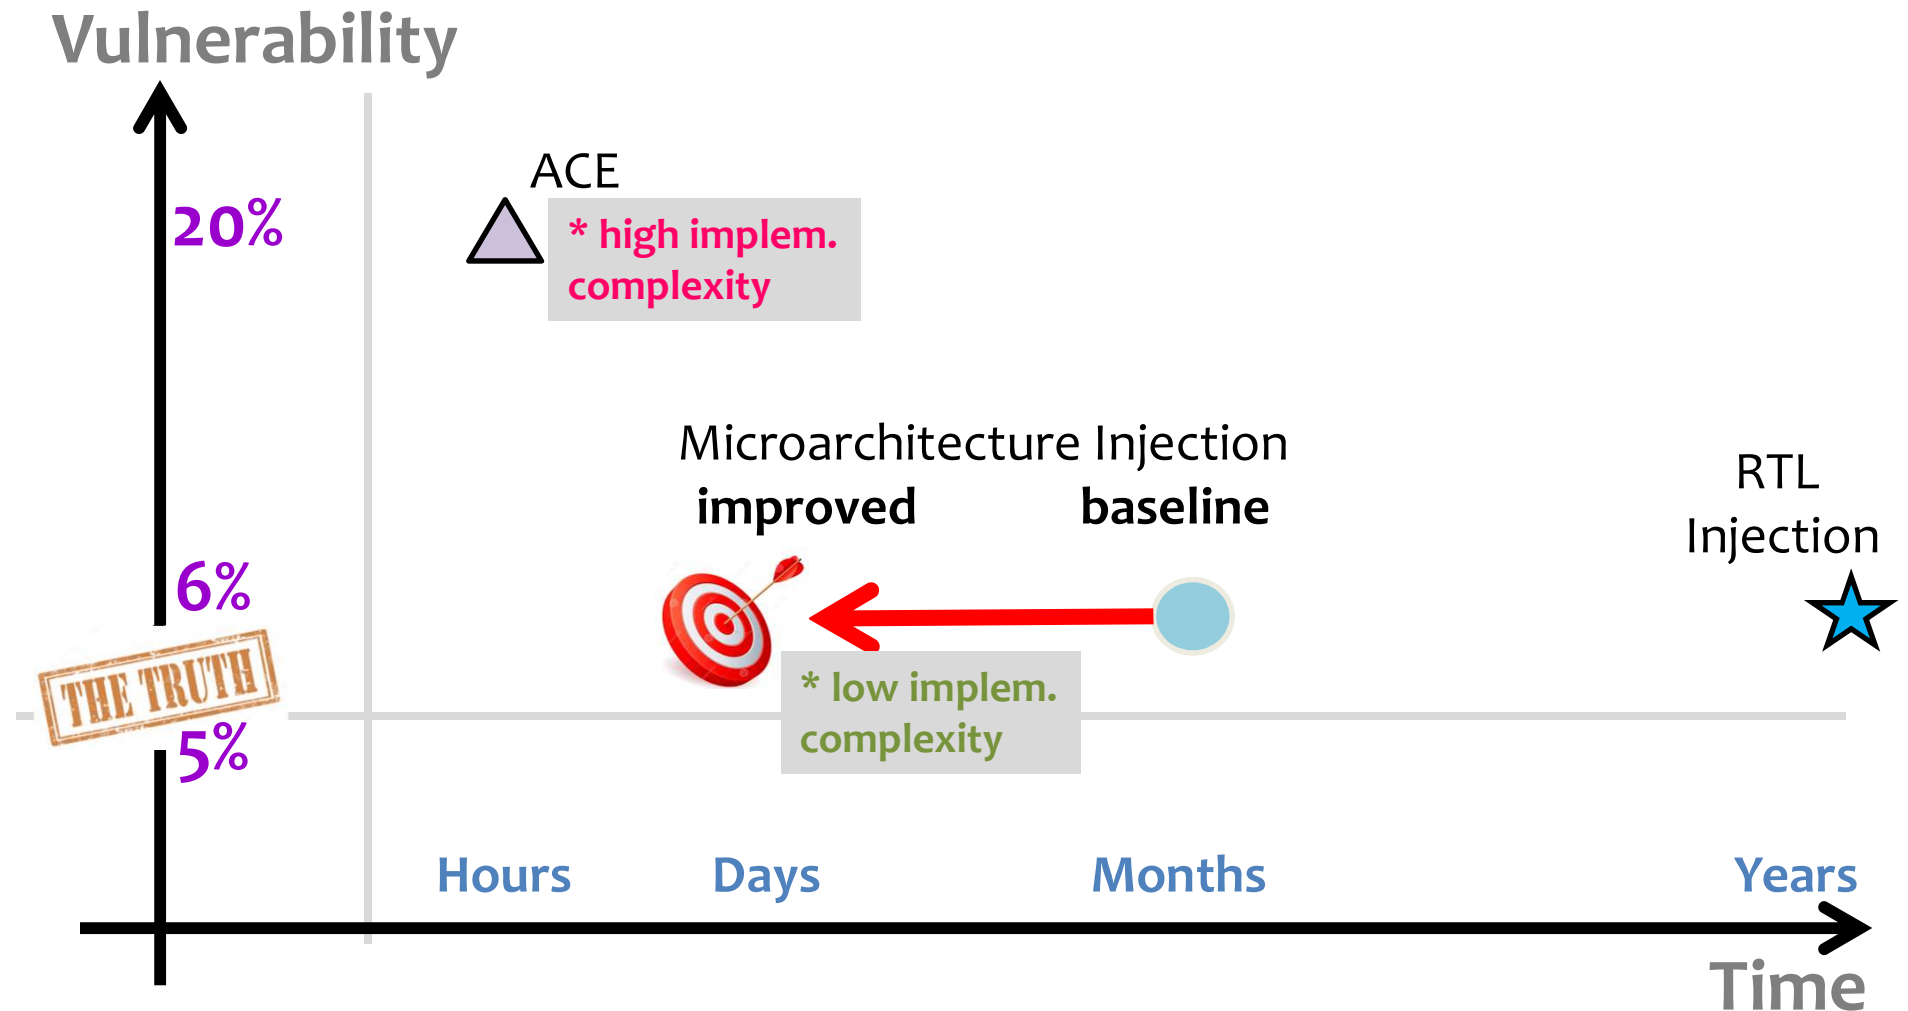 Vulnerability
ACE
20%
* high implem.
complexity
Microarchitecture Injection
improved baseline
RTL
Injection
6%
THE TRUTH
5%
* low implem.
complexity
Hours Days Months Years
Time